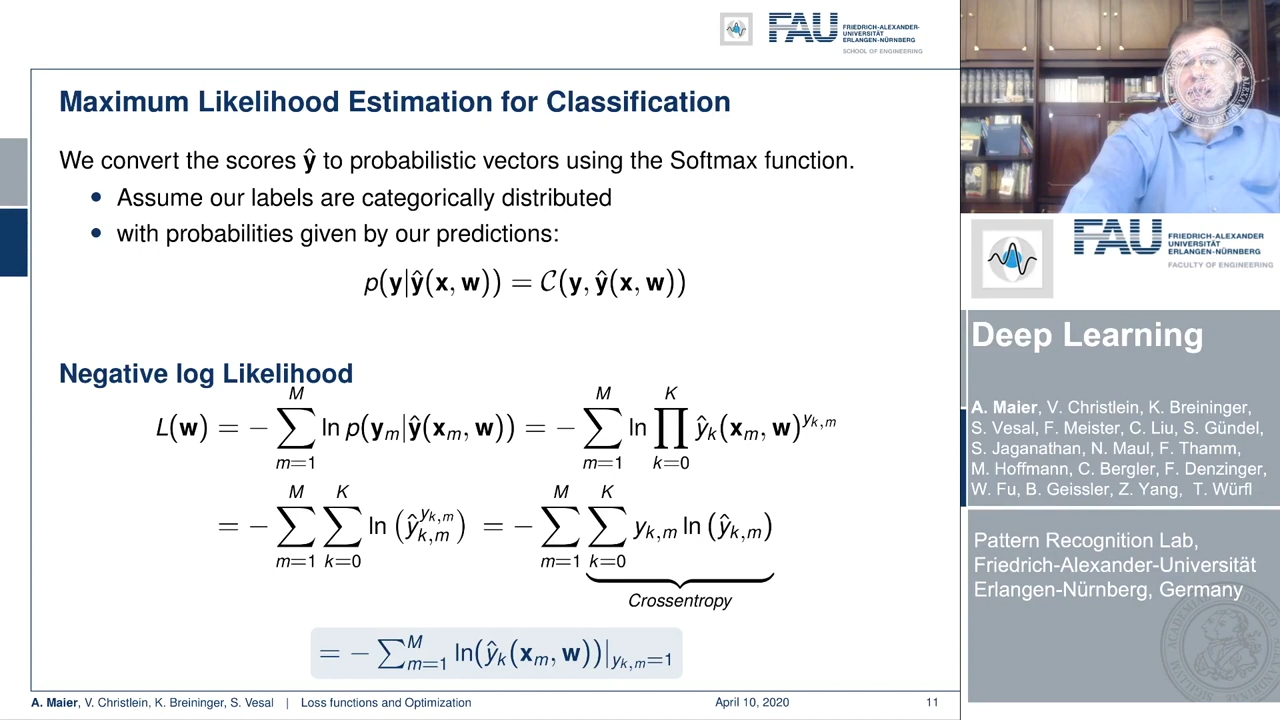 FAU
FRIEDRICH-ALEXANDER-
UNIVERSITÄT
ERLANGEN-NÜRNBERG
SCHOOL OF ENGINEERING
Maximum Likelihood Estimation for Classification
We convert the scores ŷ to probabilistic vectors using the Softmax function.
• Assume our labels are categorically distributed
• with probabilities given by our predictions:
p(y|ŷ(x, w)) = C(y, ŷ(x, w))
Negative log Likelihood
L(w) = − ∑_{m=1}^{M} ln p(y_m|ŷ(x_m, w)) = − ∑_{m=1}^{M} ln ∏_{k=0}^{K} ŷ_k(x_m, w)^{y_{k,m}}
= − ∑_{m=1}^{M} ∑_{k=0}^{K} ln (ŷ_{k,m}^{y_{k,m}}) = − ∑_{m=1}^{M} ∑_{k=0}^{K} y_{k,m} ln (ŷ_{k,m})
Crossentropy
= − ∑_{m=1}^{M} ln(ŷ_k(x_m, w))|_{y_{k,m}=1}
A. Maier, V. Christlein, K. Breininger, S. Vesal | Loss functions and Optimization April 10, 2020 11
FAU
FRIEDRICH-ALEXANDER
UNIVERSITÄT
ERLANGEN-NÜRNBERG
FACULTY OF ENGINEERING
Deep Learning
A. Maier, V. Christlein, K. Breininger,
S. Vesal, F. Meister, C. Liu, S. Gündel,
S. Jaganathan, N. Maul, F. Thamm,
M. Hoffmann, C. Bergler, F. Denzinger,
W. Fu, B. Geissler, Z. Yang, T. Würfl
Pattern Recognition Lab,
Friedrich-Alexander-Universität
Erlangen-Nürnberg, Germany